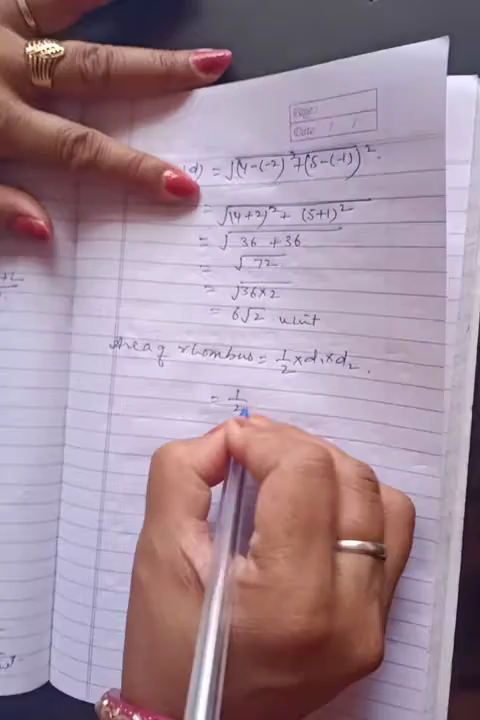 Page:
Date: / /
d) = √(4-(-2)² + (5-(-1))².
= √(4+2)² + (5+1)²
= √36 + 36
= √72
= √36×2
= 6√2 unit
Area of rhombus = 1/2 × d₁ × d₂.
= 1/2